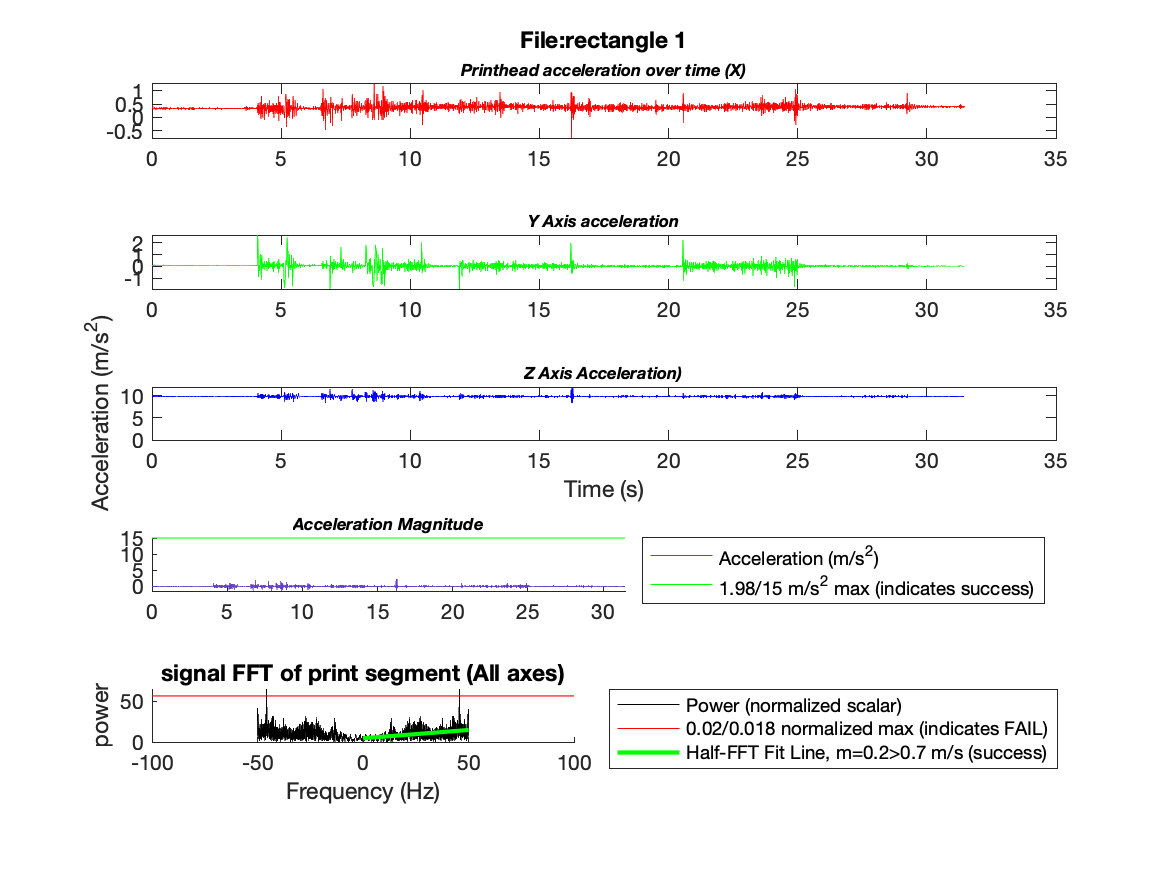 File:rectangle 1
Printhead acceleration over time (X)
1
0.5
0
-0.5
0 5 10 15 20 25 30 35
Y Axis acceleration
2
1
0
-1
0 5 10 15 20 25 30 35
Acceleration (m/s²)
Z Axis Acceleration)
10
5
0
0 5 10 15 20 25 30 35
Time (s)
Acceleration Magnitude
15
10
5
0
0 5 10 15 20 25 30
Acceleration (m/s²)
1.98/15 m/s² max (indicates success)
signal FFT of print segment (All axes)
power
50
0
-100 -50 0 50 100
Frequency (Hz)
Power (normalized scalar)
0.02/0.018 normalized max (indicates FAIL)
Half-FFT Fit Line, m=0.2>0.7 m/s (success)